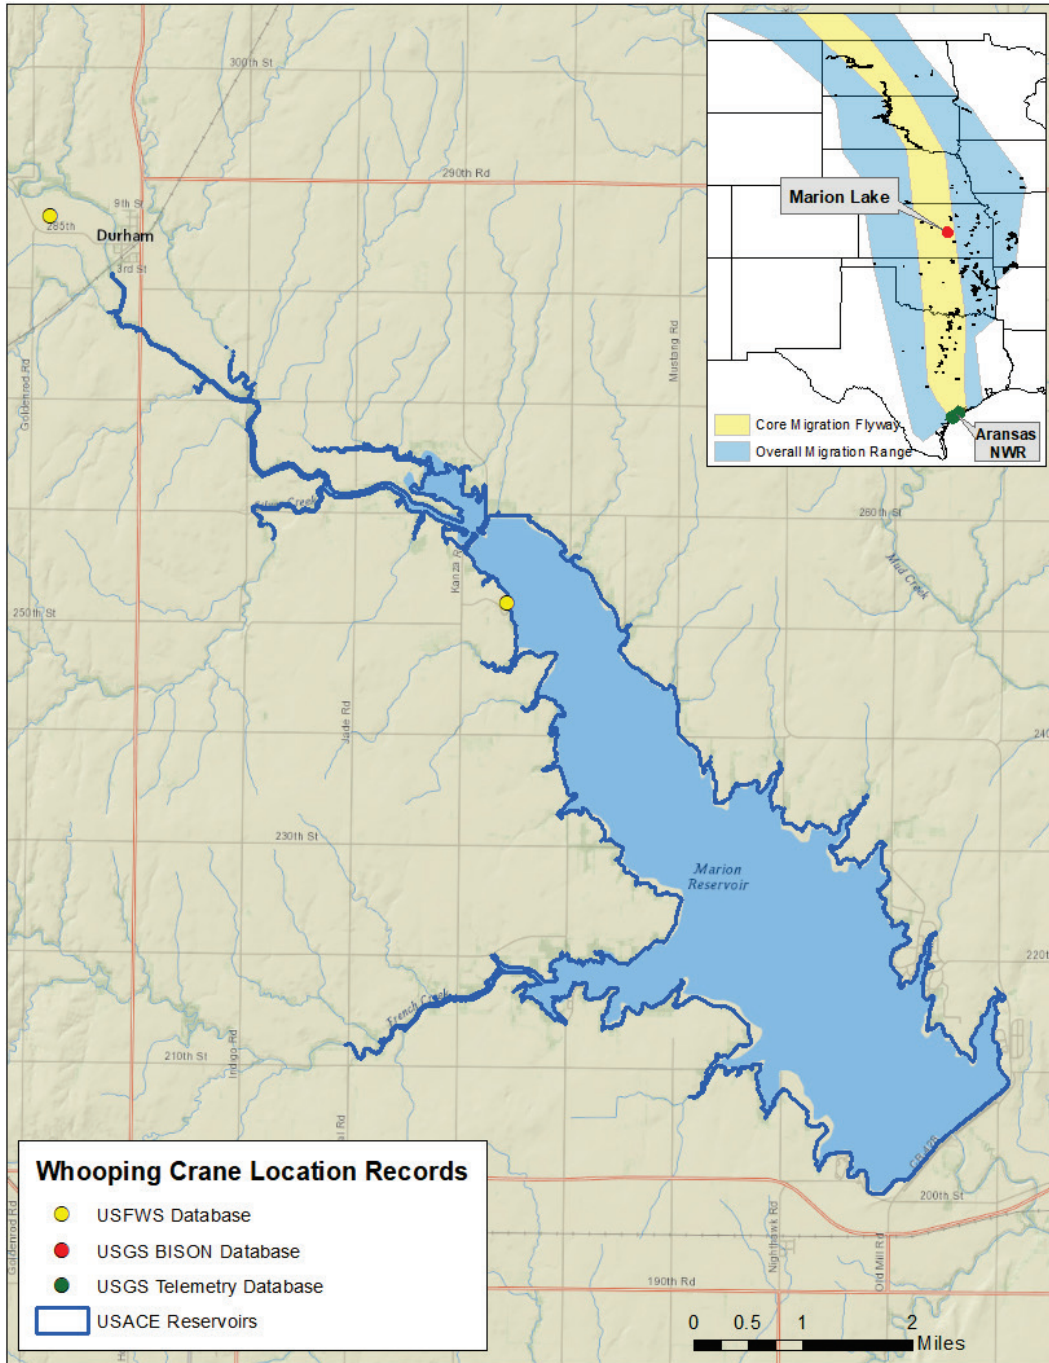 300th St
290th Rd
9th St
285th
Durham
3rd St
Marion Lake
Core Migration Flyway
Overall Migration Range
Aransas
NWR
Goldenrod Rd
Mustang Rd
Creek
260th St
Mud Creek
Kanza R
250th St
Jade Rd
240
230th St
Marion
Reservoir
220t
French Creek
210th St
Indigo Rd
al Rd
CR 426
200th St
Goldenrod Rd
Nighthawk Rd
Old Mill Rd
190th Rd
H
Whooping Crane Location Records
USFWS Database
USGS BISON Database
USGS Telemetry Database
USACE Reservoirs
0 0.5 1 2
Miles